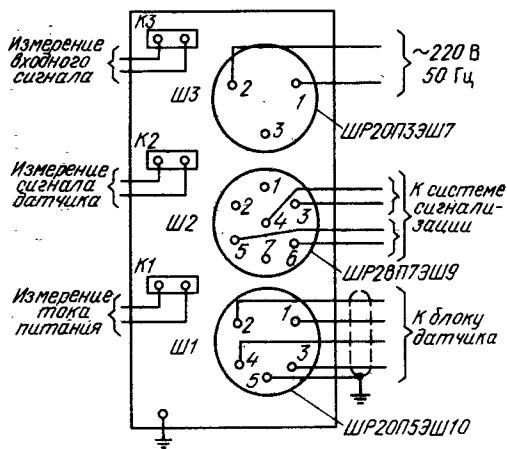 К3
Измерение
входного
сигнала
Ш3
2
1
3
~220 В
50 Гц
ШР20П3ЭШ7
К2
Измерение
сигнала
датчика
Ш2
1
2
3
4
5
7
6
К системе
сигнали-
зации
ШР28П7ЭШ9
К1
Измерение
тока
питания
Ш1
2
1
4
3
5
К блоку
датчика
ШР20П5ЭШ10